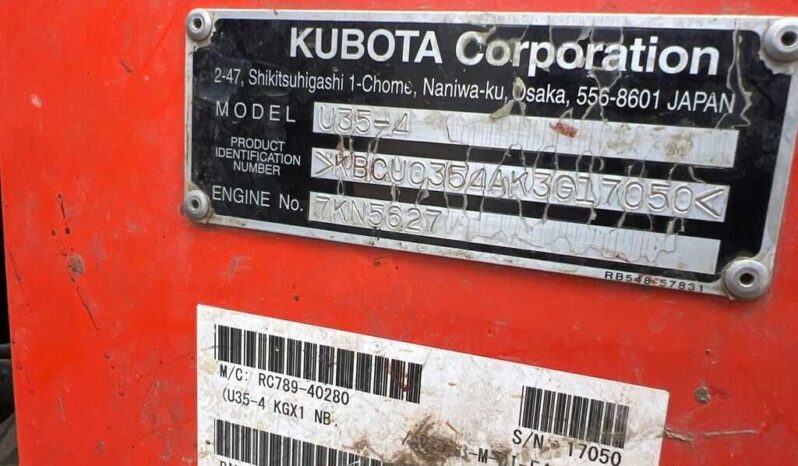 KUBOTA Corporation
2-47, Shikitsuhigashi 1-Chome, Naniwa-ku, Osaka, 556-8601 JAPAN
MODEL U35-4
PRODUCT
IDENTIFICATION
NUMBER >KBCU0354AK3G17050<
ENGINE No. 7KN5627
RB548-57831
M/C: RC789-40280
(U35-4 KGX1 NB
S/N 17050